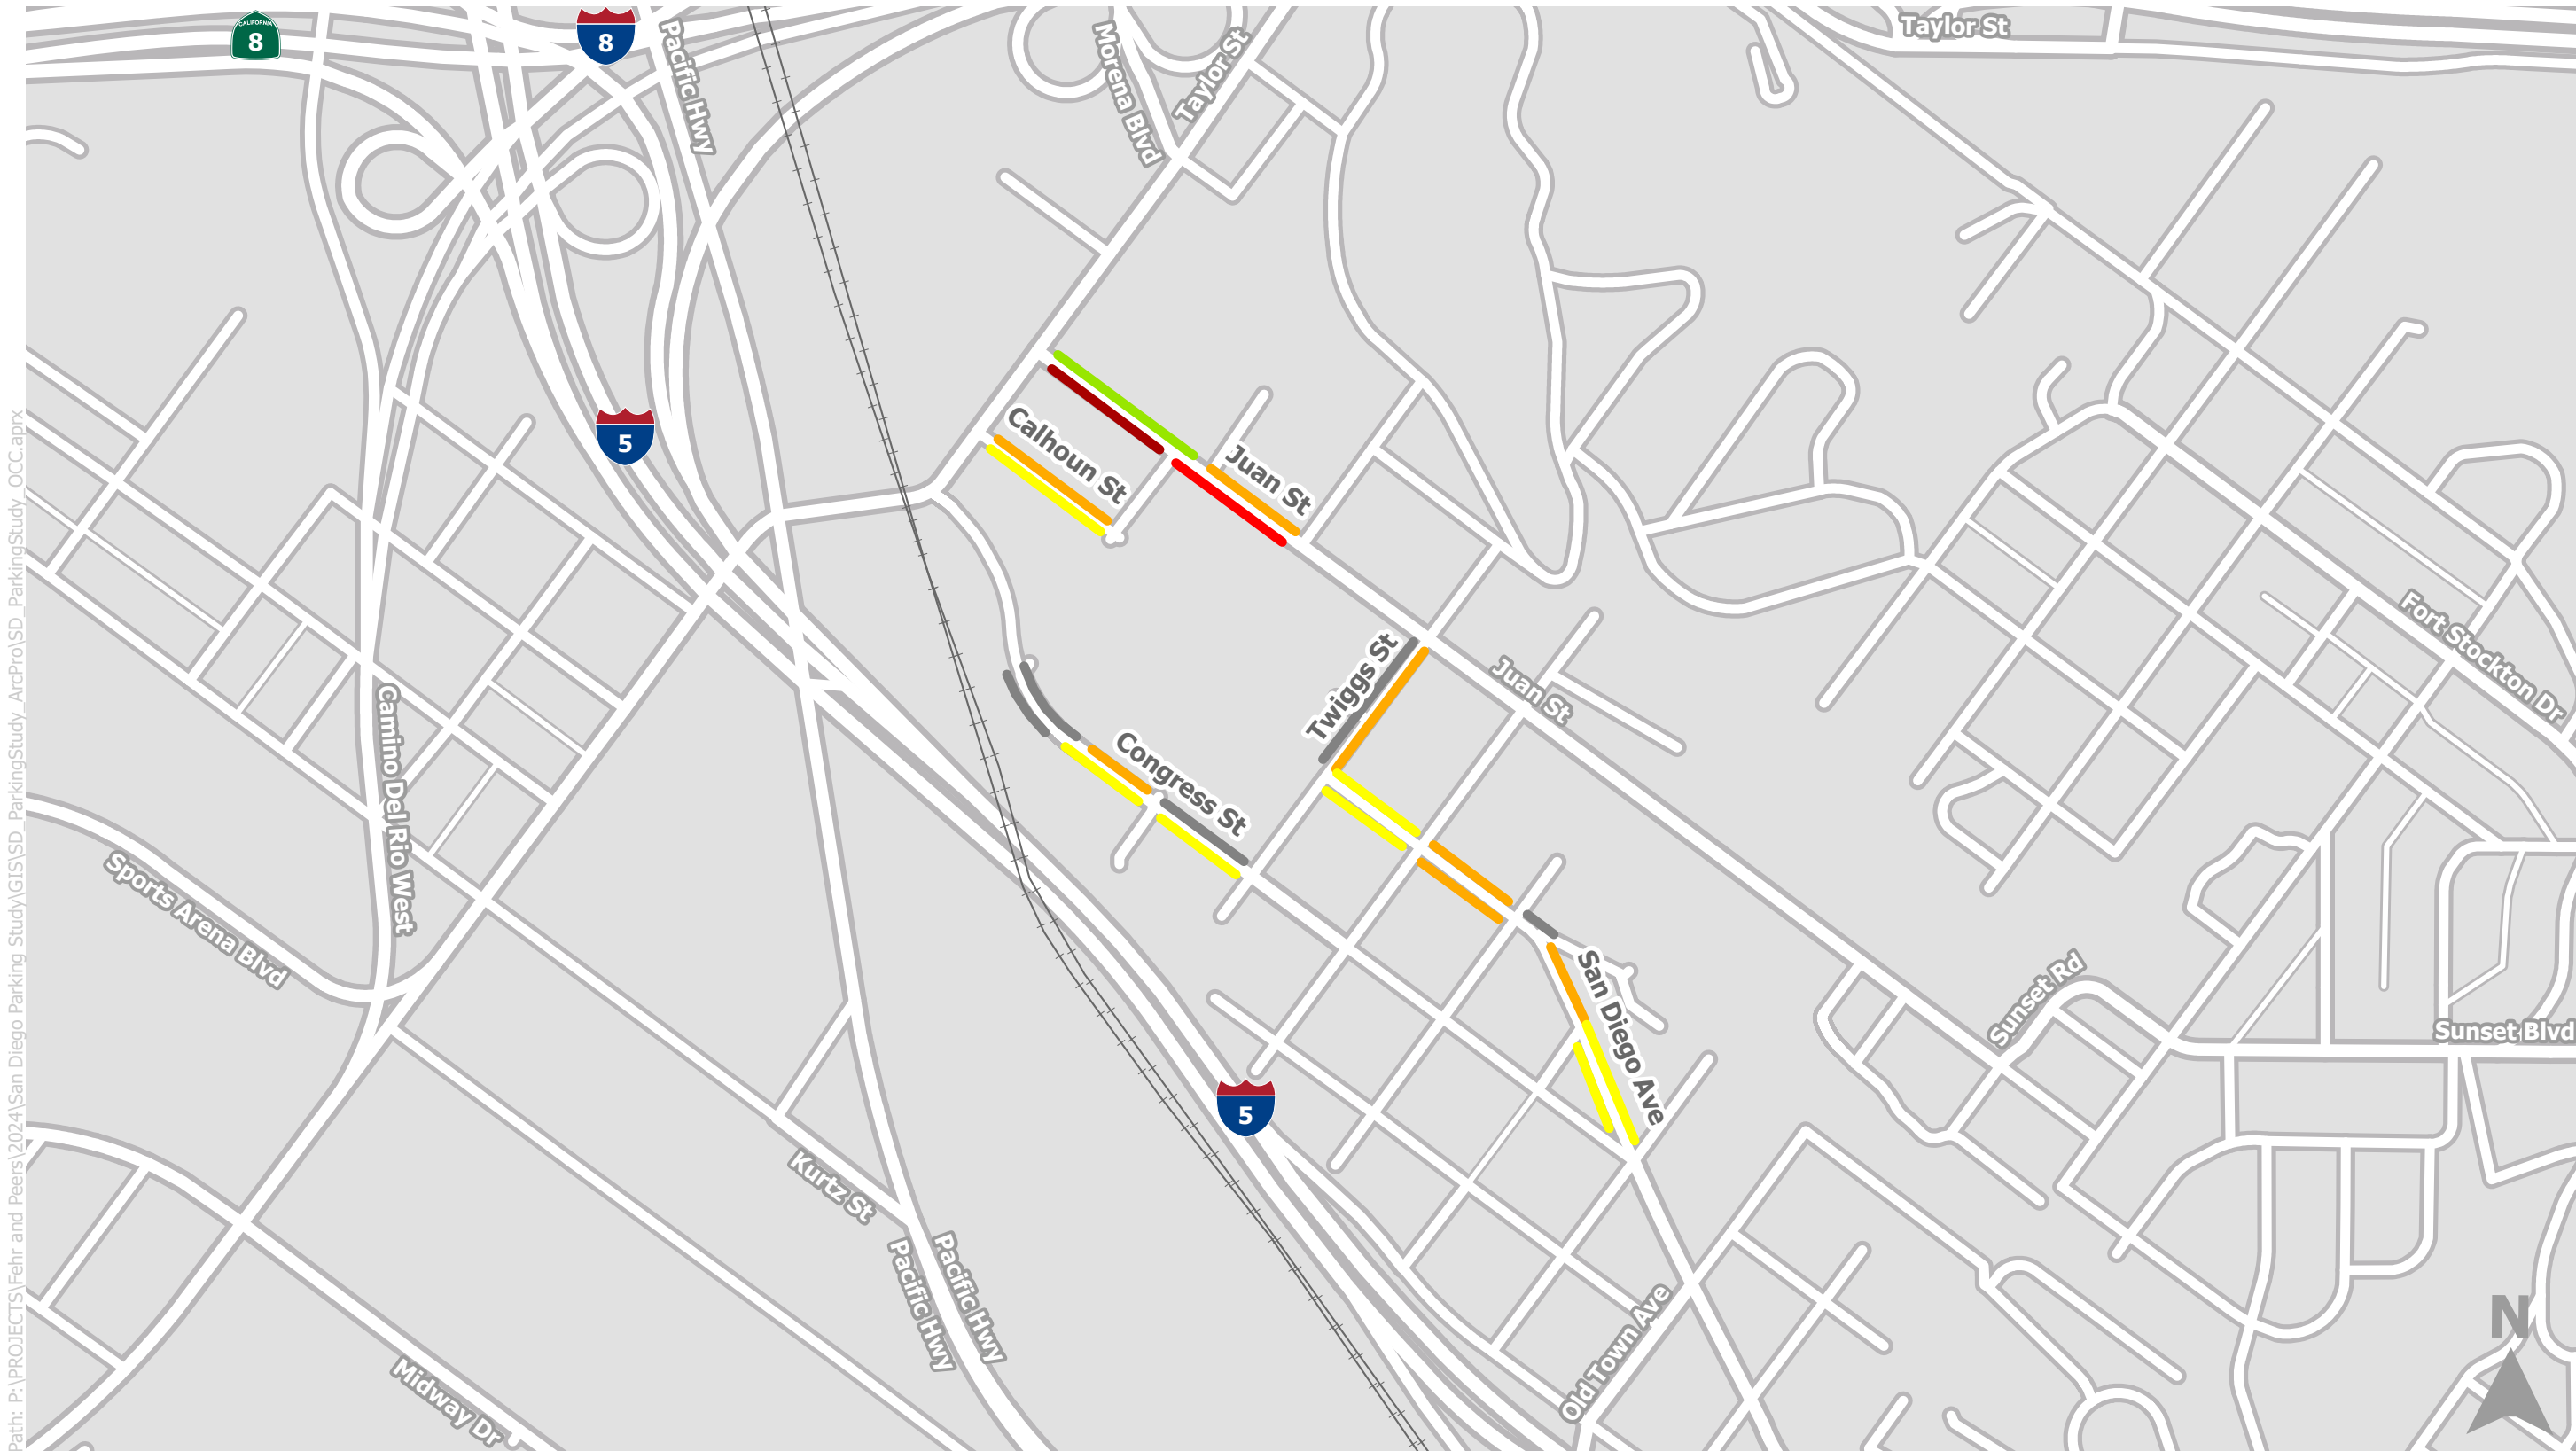 CALIFORNIA
8
8
Pacific Hwy
Morena Blvd
Taylor St
Taylor St
5
Calhoun St
Juan St
Twiggs St
Juan St
Fort Stockton Dr
Camino Del Rio West
Congress St
Sports Arena Blvd
San Diego Ave
Sunset Rd
Sunset Blvd
5
Kurtz St
Pacific Hwy
Pacific Hwy
Old Town Ave
Midway Dr
N
Path: P:\PROJECTS\Fehr and Peers\2024\San Diego Parking Study\GIS\SD_ParkingStudy_ArcPro\SD_ParkingStudy_OCC.aprx